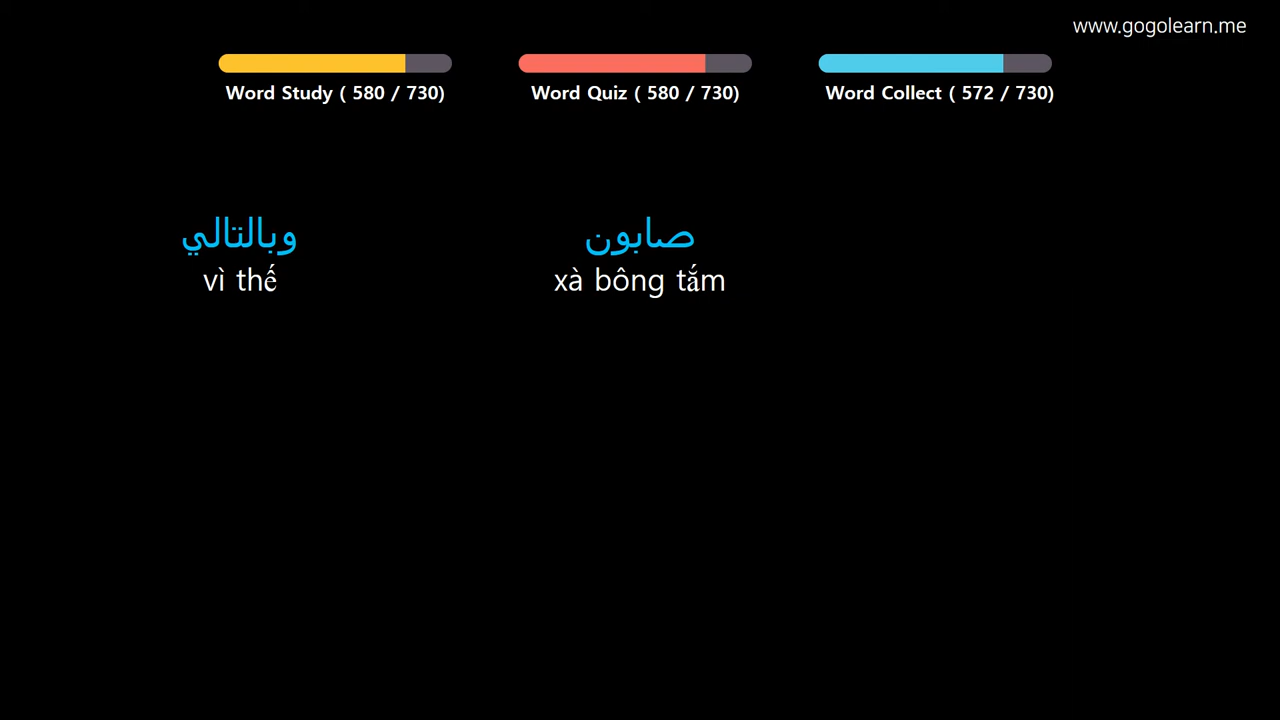 www.gogolearn.me
Word Study ( 580 / 730)
Word Quiz ( 580 / 730)
Word Collect ( 572 / 730)
وبالتالي
vì thế
صابون
xà bông tắm